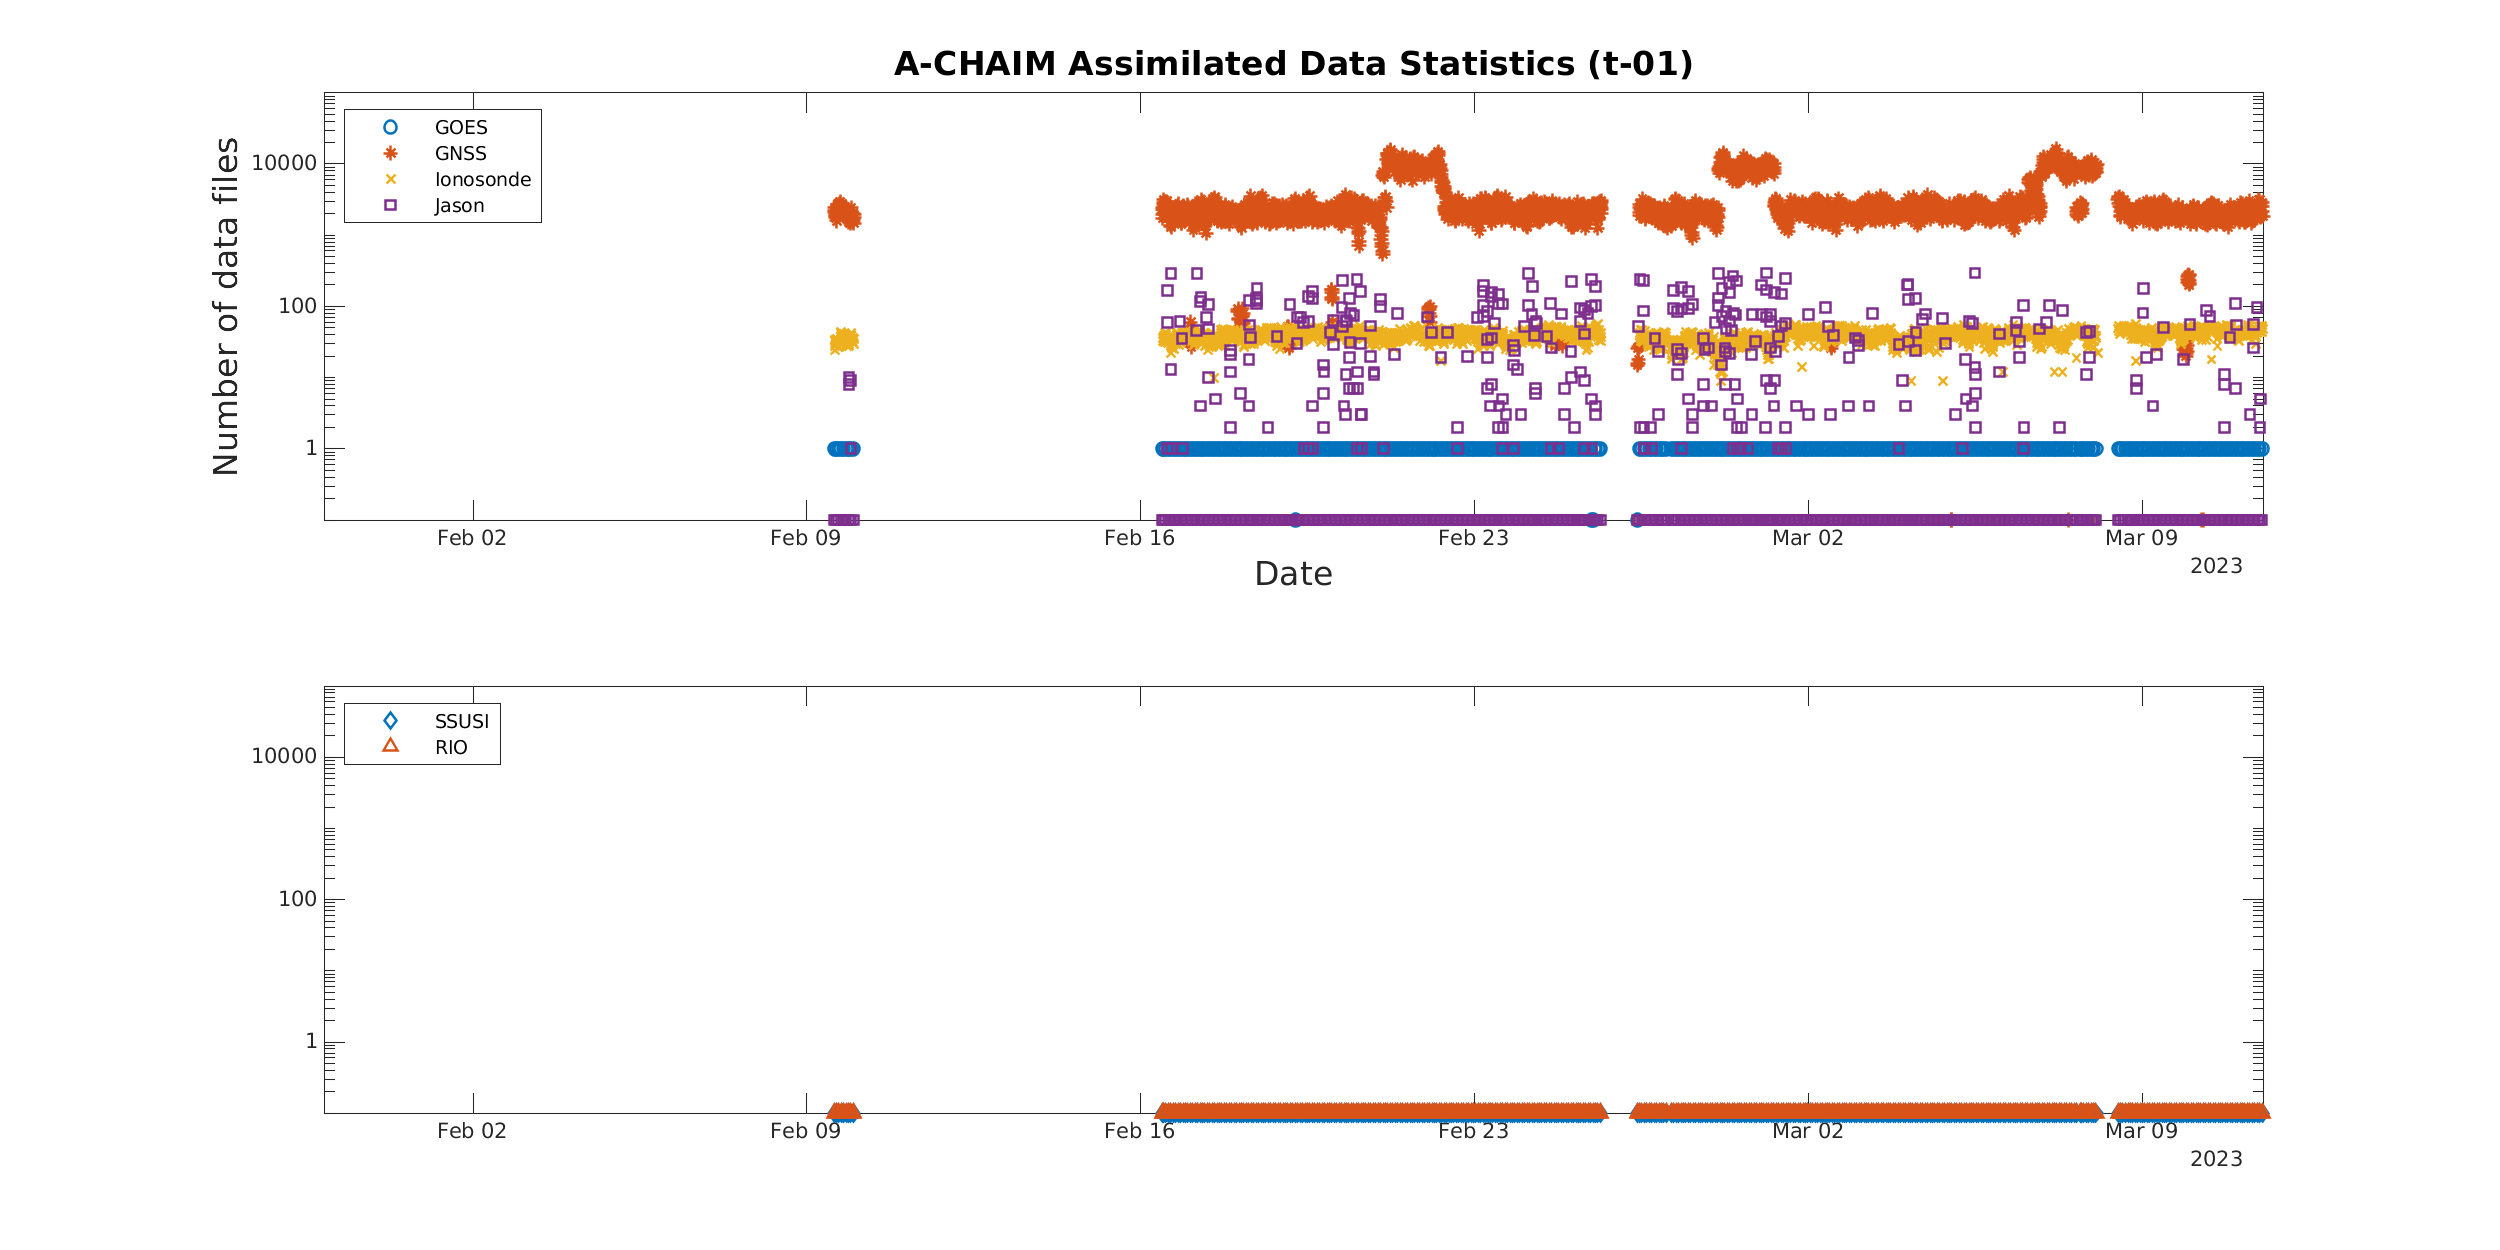 A-CHAIM Assimilated Data Statistics (t-01)
GOES
GNSS
Ionosonde
Jason
10000
100
1
Number of data files
Feb 02
Feb 09
Feb 16
Feb 23
Mar 02
Mar 09
2023
Date
SSUSI
RIO
10000
100
1
Feb 02
Feb 09
Feb 16
Feb 23
Mar 02
Mar 09
2023